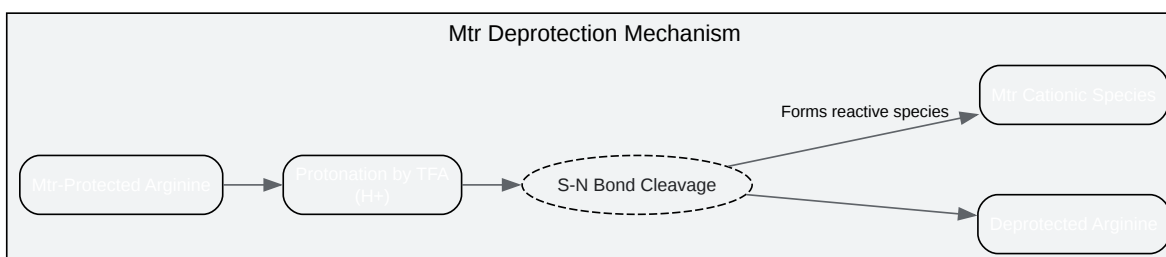 Mtr Deprotection Mechanism
Mtr Cationic Species
Forms reactive species
Mtr-Protected Arginine
Protonation by TFA
(H+)
S-N Bond Cleavage
Deprotected Arginine